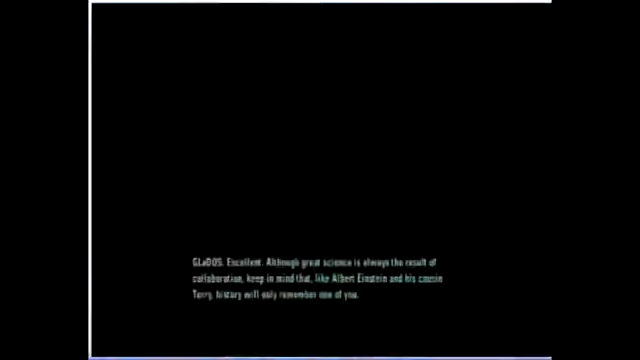 GLaDOS: Excellent. Although great science is always the result of
collaboration, keep in mind that, like Albert Einstein and his cousin
Terry, history will only remember one of you.